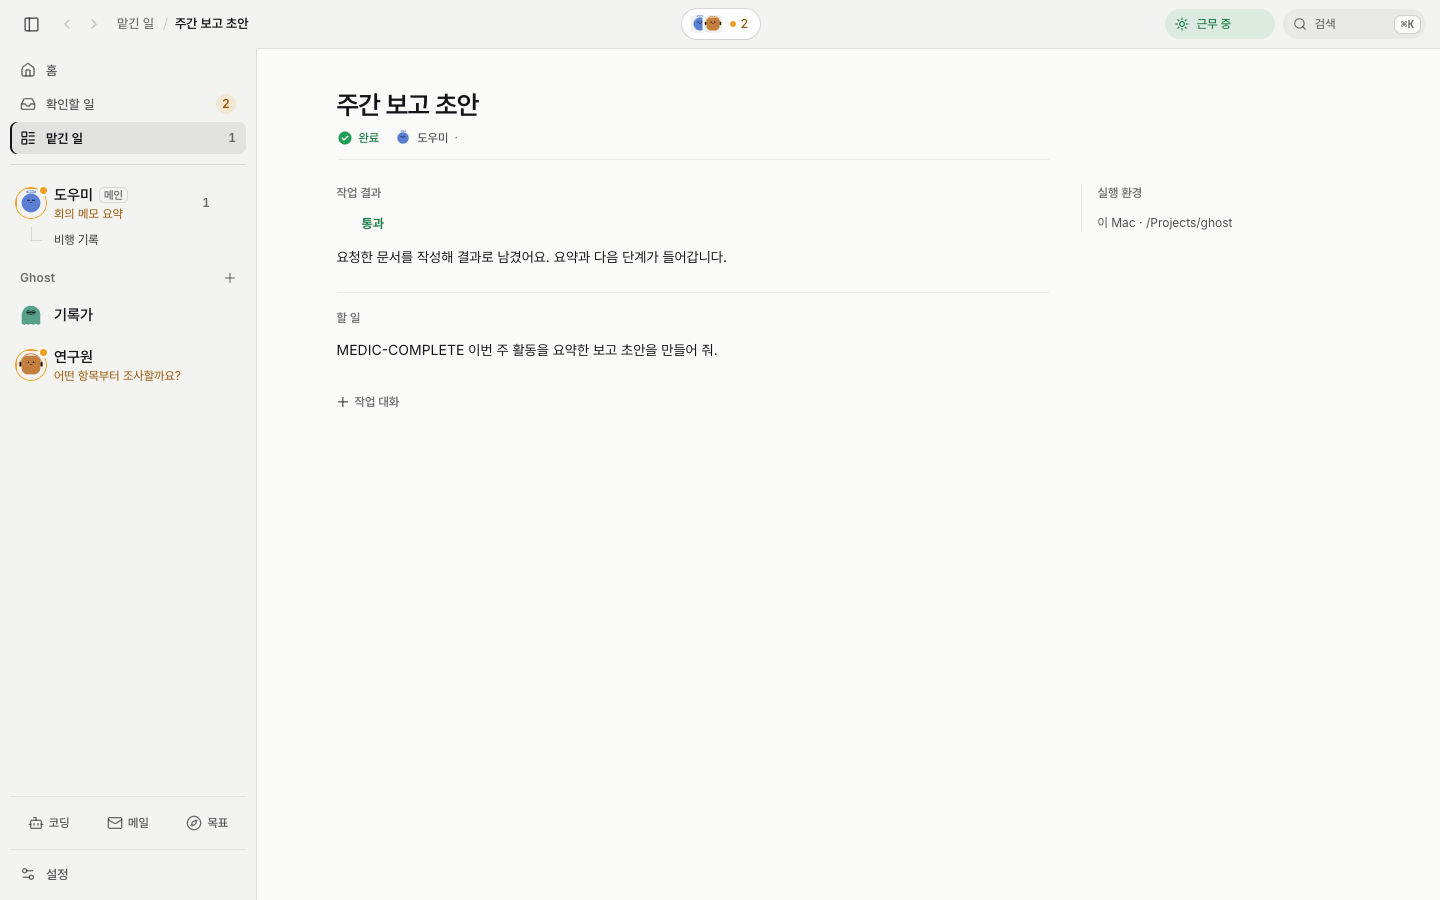 맡긴 일 / 주간 보고 초안
2
근무 중
검색
⌘K
홈
확인할 일
2
맡긴 일
1
도우미
메인
회의 메모 요약
1
비행 기록
Ghost
기록가
연구원
어떤 항목부터 조사할까요?
코딩
메일
목표
설정
주간 보고 초안
완료
도우미 ·
작업 결과
통과
요청한 문서를 작성해 결과로 남겼어요. 요약과 다음 단계가 들어갑니다.
할 일
MEDIC-COMPLETE 이번 주 활동을 요약한 보고 초안을 만들어 줘.
작업 대화
실행 환경
이 Mac · /Projects/ghost